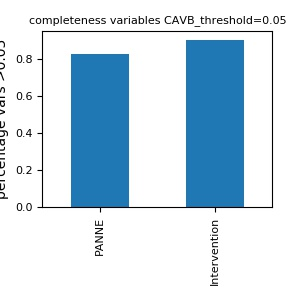 completeness variables CAVB_threshold=0.05
percentage vars >0.05
0.8
0.6
0.4
0.2
0.0
PANNE
Intervention